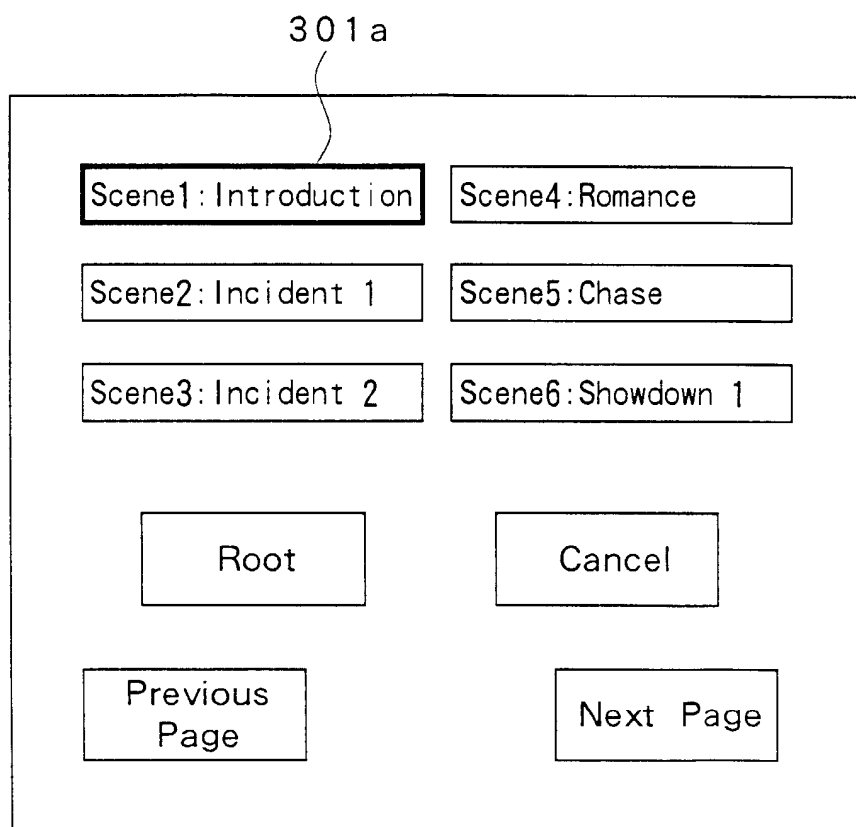 301a
Scene1:Introduction
Scene4:Romance
Scene2:Incident 1
Scene5:Chase
Scene3:Incident 2
Scene6:Showdown 1
Root
Cancel
Previous
Page
Next Page